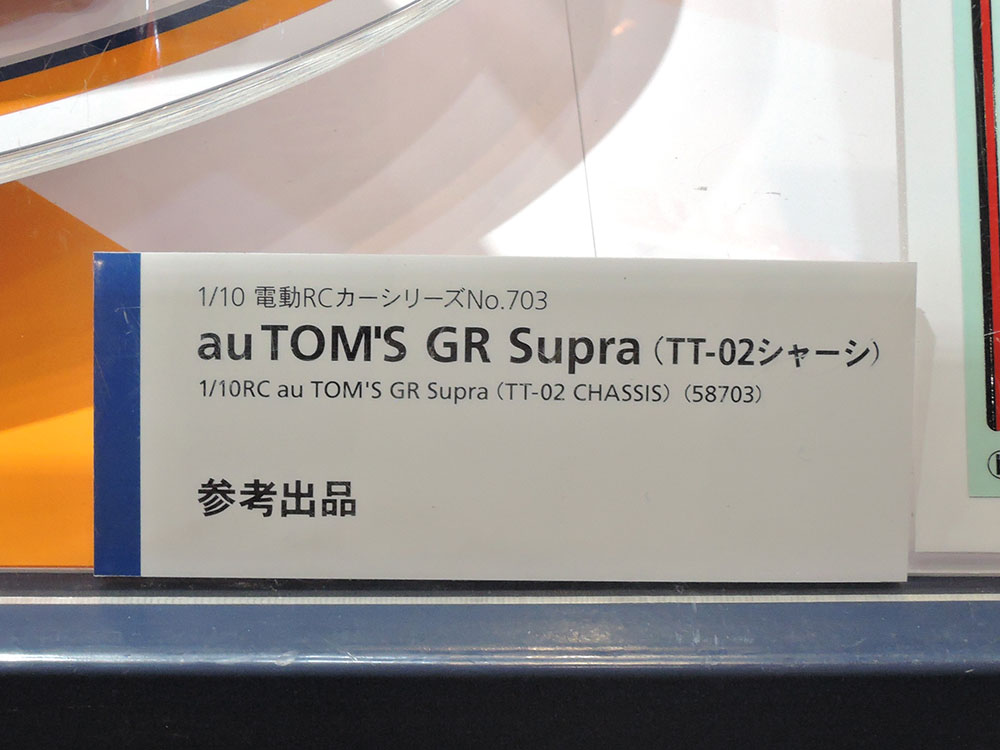 1/10 電動RCカーシリーズNo.703
au TOM'S GR Supra（TT-02シャーシ）
1/10RC au TOM'S GR Supra（TT-02 CHASSIS）（58703）
参考出品